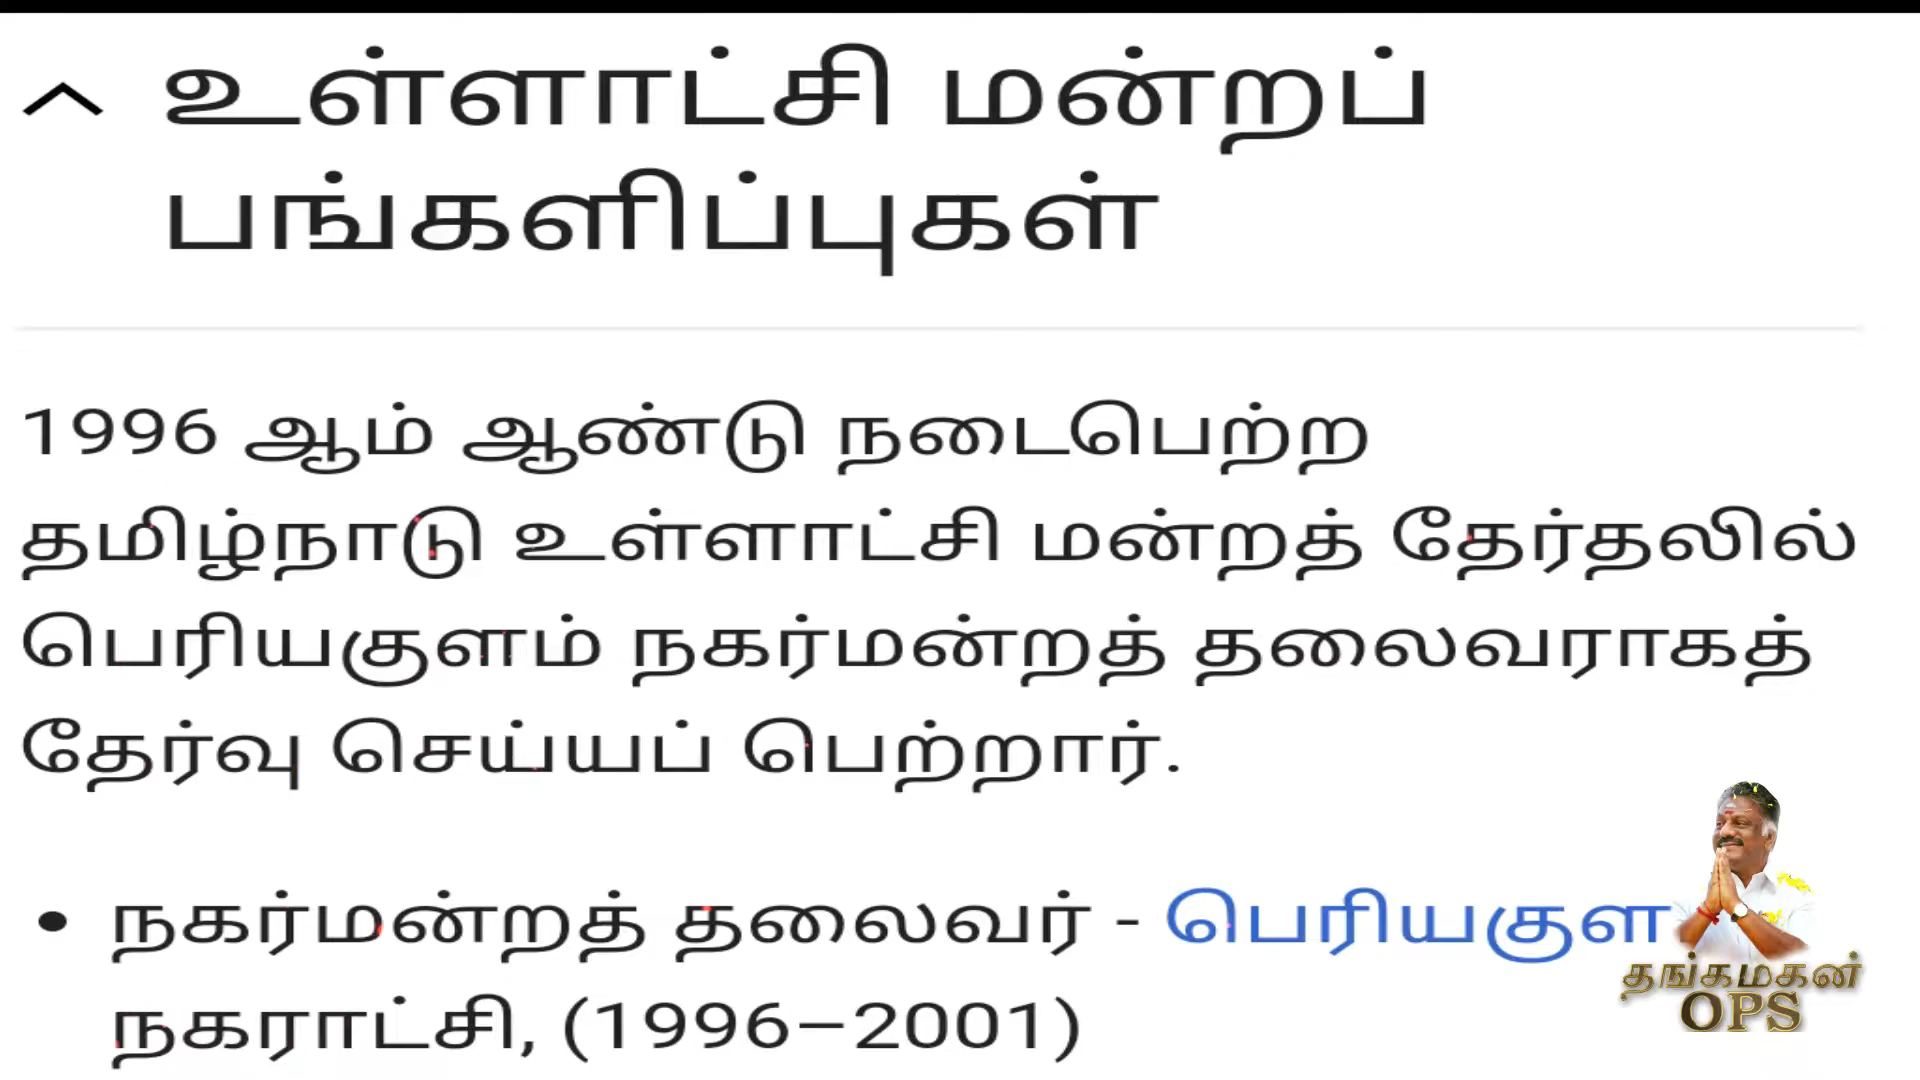 உள்ளாட்சி மன்றப்
பங்களிப்புகள்
1996 ஆம் ஆண்டு நடைபெற்ற
தமிழ்நாடு உள்ளாட்சி மன்றத் தேர்தலில்
பெரியகுளம் நகர்மன்றத் தலைவராகத்
தேர்வு செய்யப் பெற்றார்.
• நகர்மன்றத் தலைவர் - பெரியகுள
நகராட்சி, (1996–2001)
தங்கமகன்
OPS